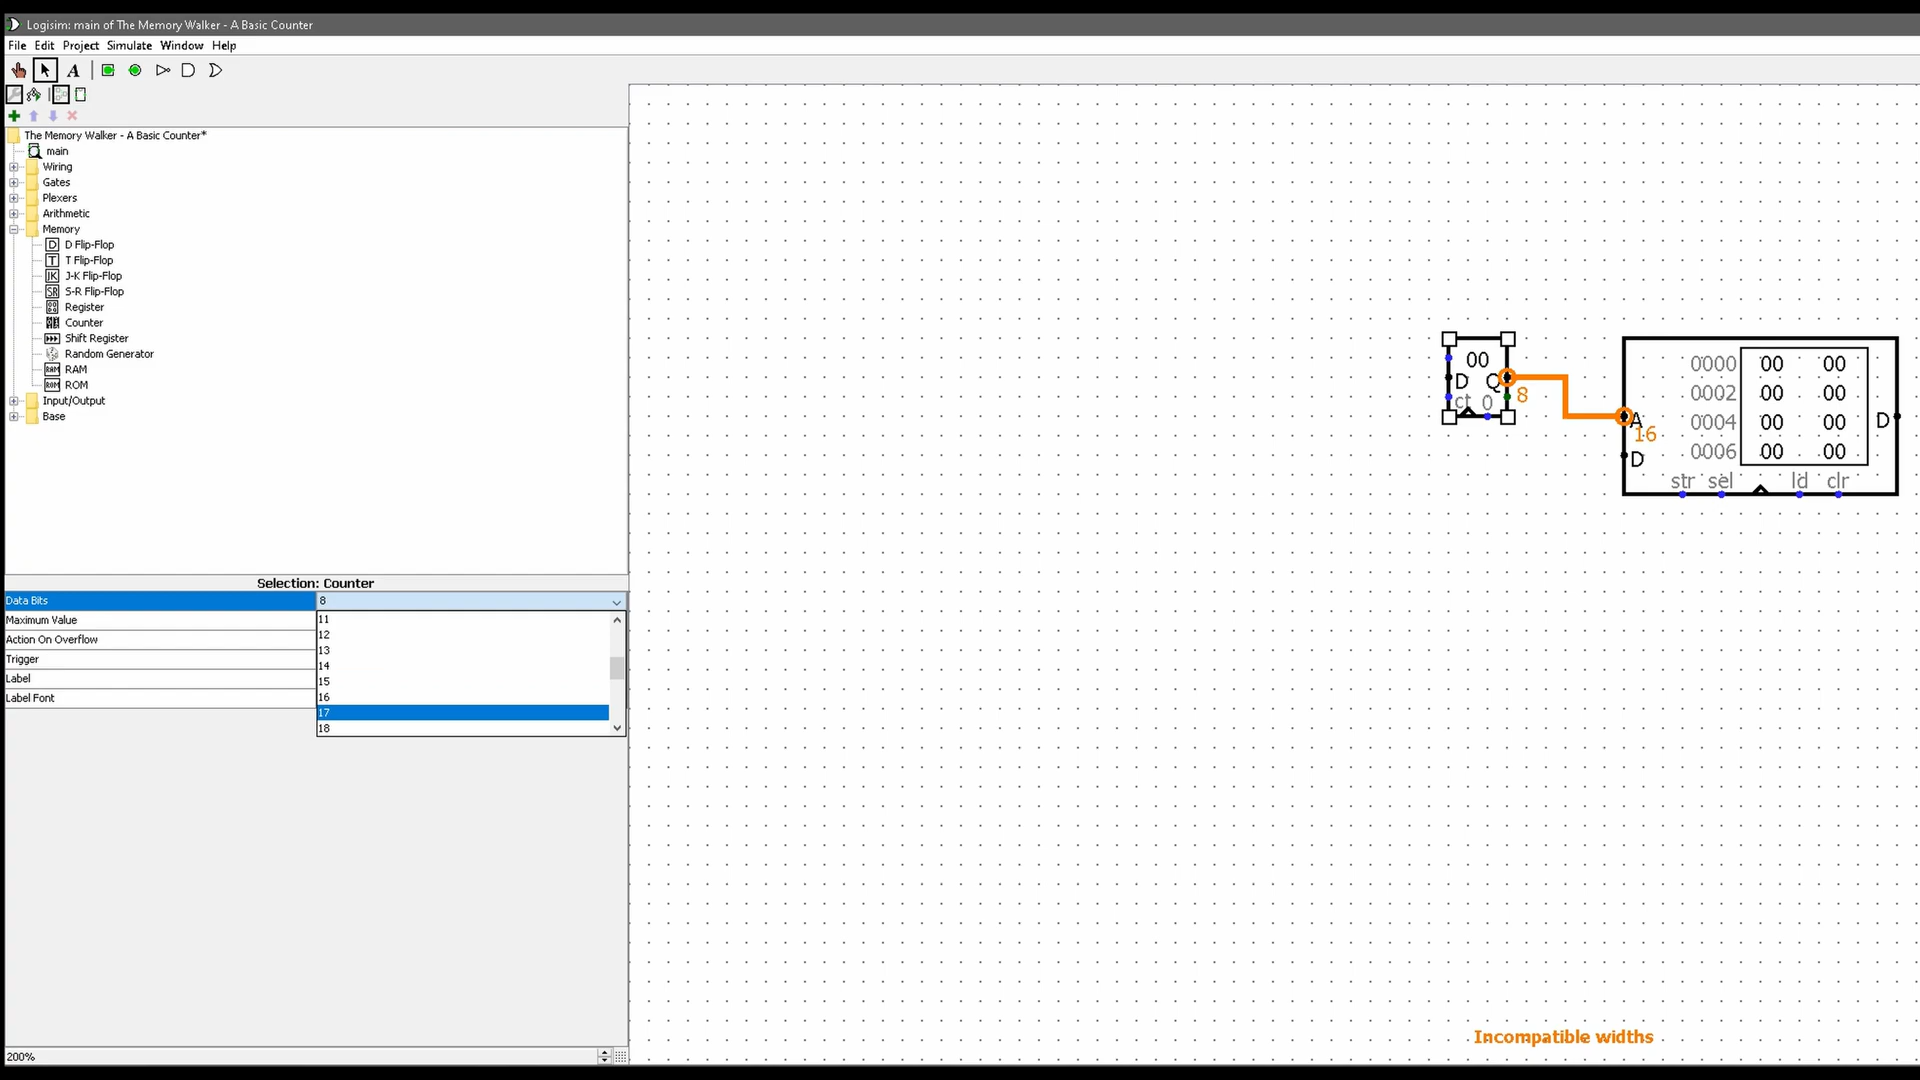 Logisim: main of The Memory Walker - A Basic Counter
File Edit Project Simulate Window Help
A
The Memory Walker - A Basic Counter*
main
Wiring
Gates
Plexers
Arithmetic
Memory
D D Flip-Flop
T T Flip-Flop
JK J-K Flip-Flop
SR S-R Flip-Flop
Register
Counter
Shift Register
Random Generator
RAM RAM
ROM ROM
Input/Output
Base
Selection: Counter
Data Bits 8
Maximum Value
Action On Overflow
Trigger
Label
Label Font
11
12
13
14
15
16
17
18
200%
00
D Q
ct 0
8
A
16
D
0000 00 00
0002 00 00
0004 00 00
0006 00 00
D
str sel ld clr
Incompatible widths